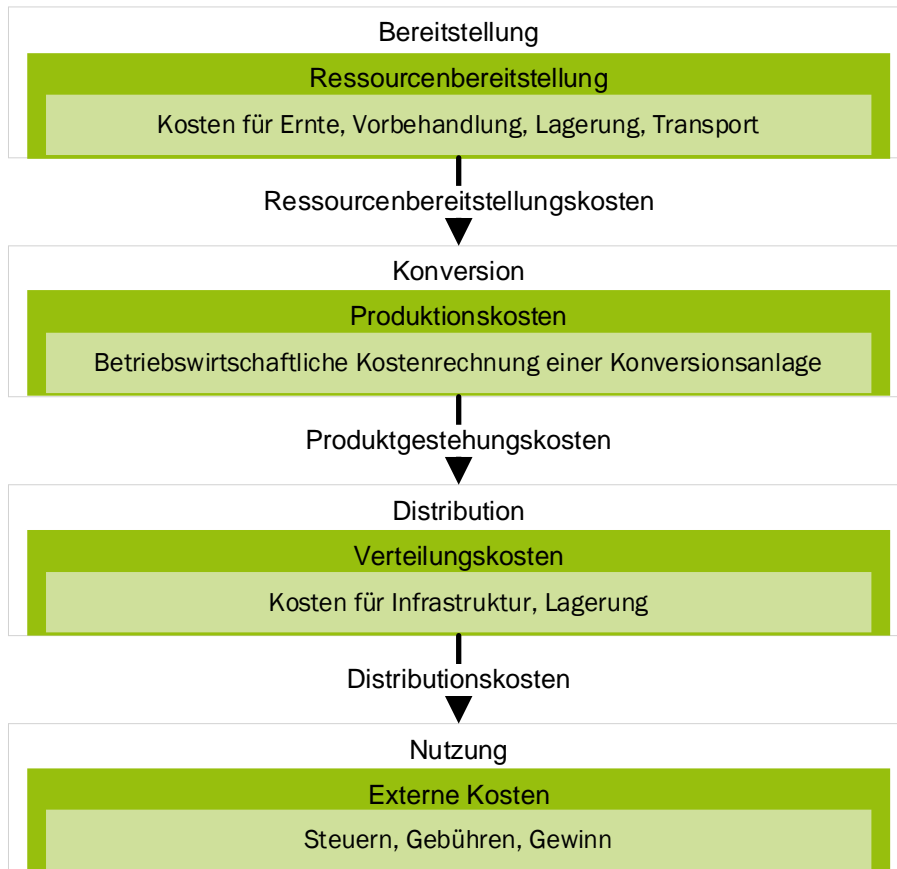 Bereitstellung
Ressourcenbereitstellung
Kosten für Ernte, Vorbehandlung, Lagerung, Transport
Ressourcenbereitstellungskosten
Konversion
Produktionskosten
Betriebswirtschaftliche Kostenrechnung einer Konversionsanlage
Produktgestehungskosten
Distribution
Verteilungskosten
Kosten für Infrastruktur, Lagerung
Distributionskosten
Nutzung
Externe Kosten
Steuern, Gebühren, Gewinn